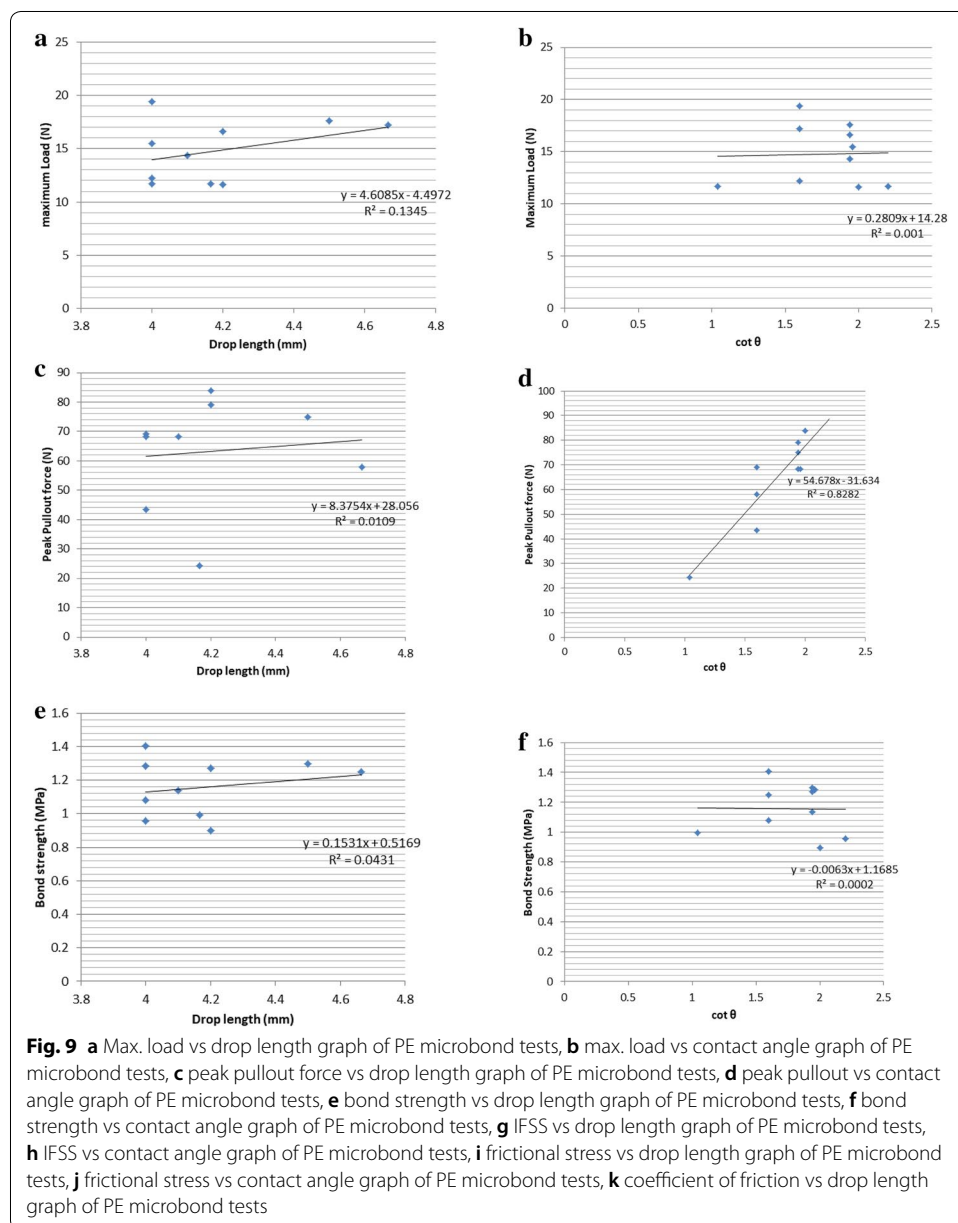 a
25
20
15
10
5
0
maximum Load (N)
y = 4.6085x - 4.4972
R² = 0.1345
3.8 4 4.2 4.4 4.6 4.8
Drop length (mm)
b
25
20
15
10
5
0
Maximum Load (N)
y = 0.2809x + 14.28
R² = 0.001
0 0.5 1 1.5 2 2.5
cot θ
c
90
80
70
60
50
40
30
20
10
0
Peak Pullout force (N)
y = 8.3754x + 28.056
R² = 0.0109
3.8 4 4.2 4.4 4.6 4.8
Drop length (mm)
d
100
90
80
70
60
50
40
30
20
10
0
Peak Pullout force (N)
y = 54.678x - 31.634
R² = 0.8282
0 0.5 1 1.5 2 2.5
cot θ
e
1.6
1.4
1.2
1
0.8
0.6
0.4
0.2
0
Bond strength (MPa)
y = 0.1531x + 0.5169
R² = 0.0431
3.8 4 4.2 4.4 4.6 4.8
Drop length (mm)
f
1.6
1.4
1.2
1
0.8
0.6
0.4
0.2
0
Bond Strength (MPa)
y = -0.0063x + 1.1685
R² = 0.0002
0 0.5 1 1.5 2 2.5
cot θ
Fig. 9 a Max. load vs drop length graph of PE microbond tests, b max. load vs contact angle graph of PE
microbond tests, c peak pullout force vs drop length graph of PE microbond tests, d peak pullout vs contact
angle graph of PE microbond tests, e bond strength vs drop length graph of PE microbond tests, f bond
strength vs contact angle graph of PE microbond tests, g IFSS vs drop length graph of PE microbond tests,
h IFSS vs contact angle graph of PE microbond tests, i frictional stress vs drop length graph of PE microbond
tests, j frictional stress vs contact angle graph of PE microbond tests, k coefficient of friction vs drop length
graph of PE microbond tests